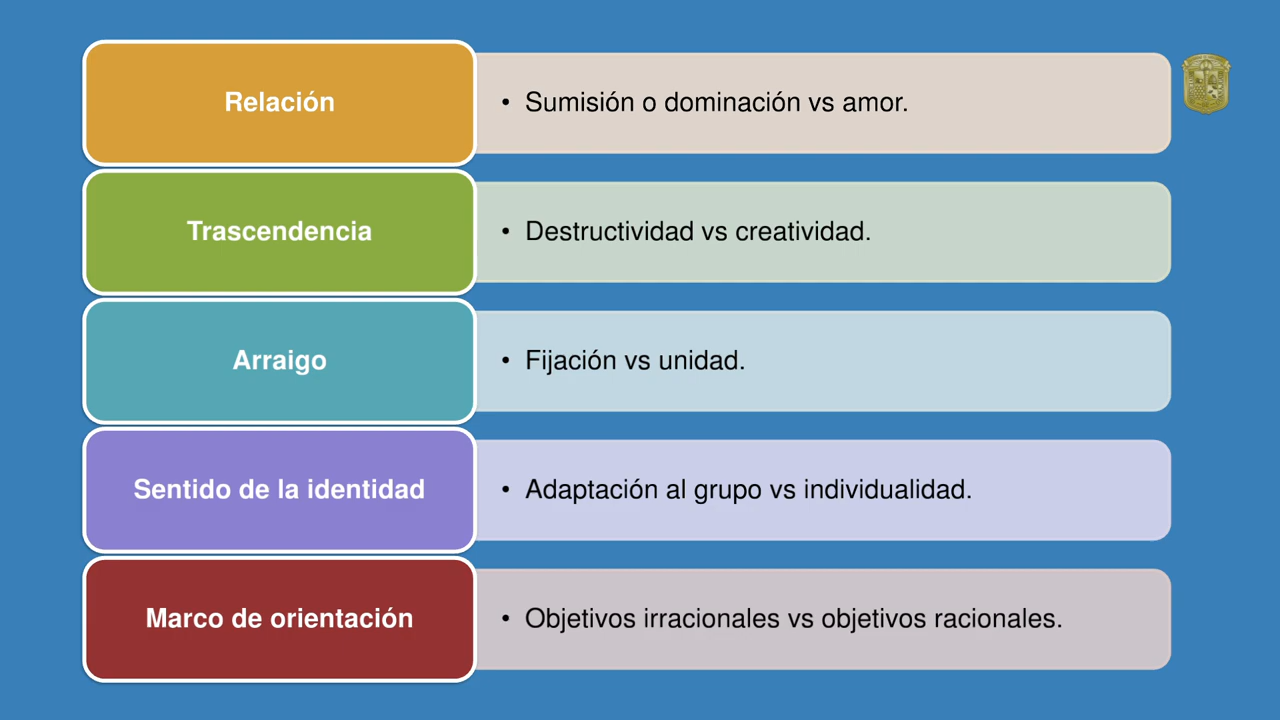 Relación
• Sumisión o dominación vs amor.
Trascendencia
• Destructividad vs creatividad.
Arraigo
• Fijación vs unidad.
Sentido de la identidad
• Adaptación al grupo vs individualidad.
Marco de orientación
• Objetivos irracionales vs objetivos racionales.